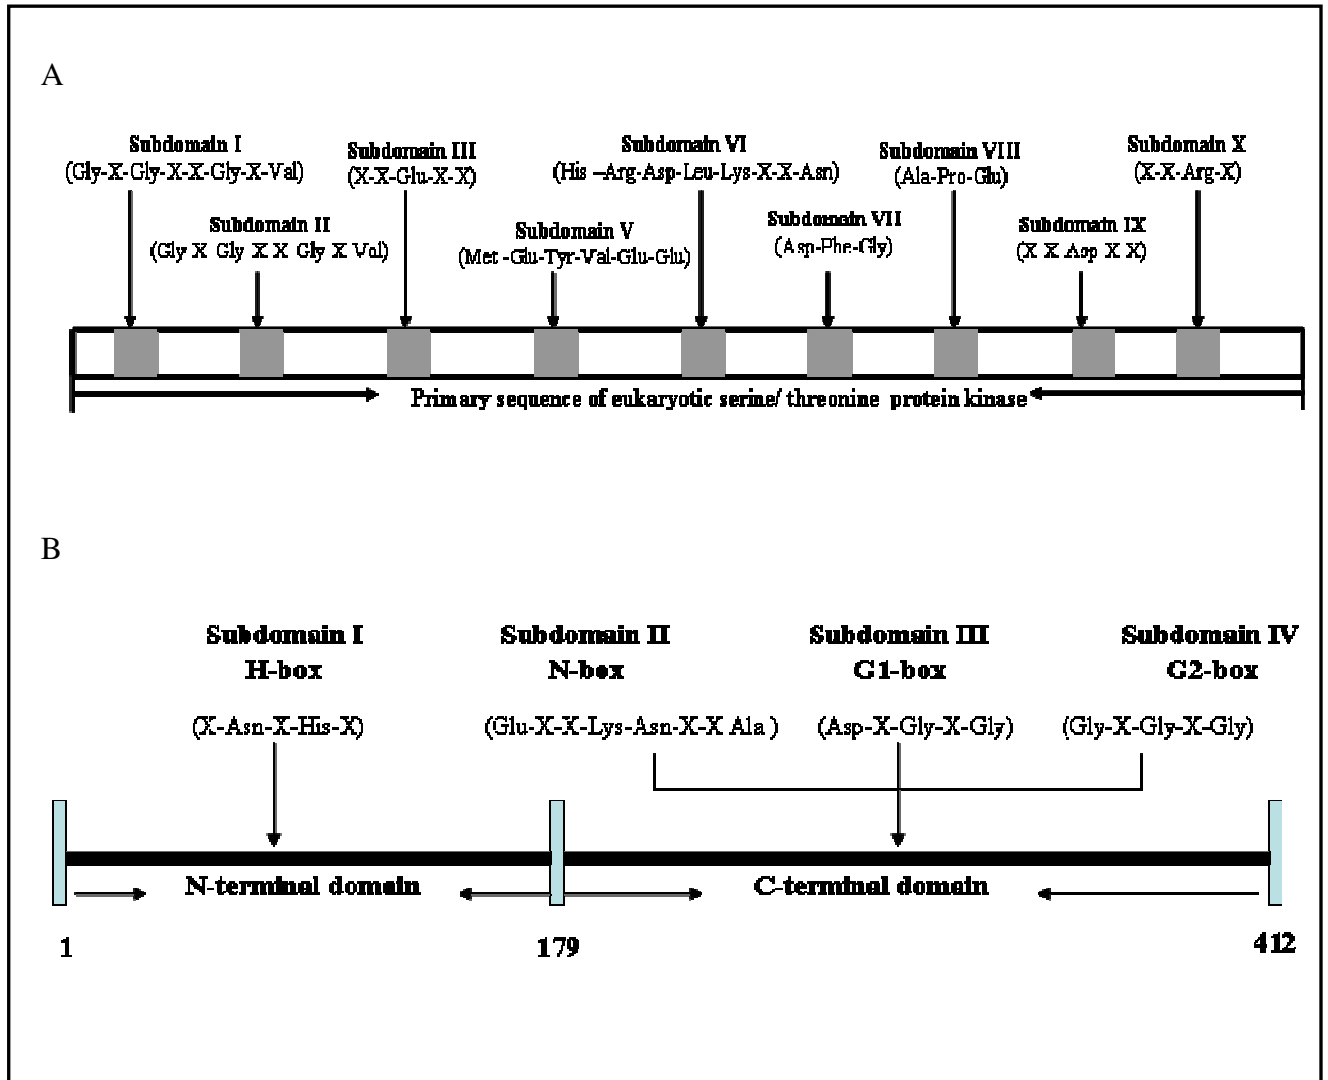 A
Subdomain I
(Gly-X-Gly-X-X-Gly-X-Val)
Subdomain II
(Gly X Gly X X Gly X Val)
Subdomain III
(X-X-Glu-X-X)
Subdomain V
(Met -Glu-Tyr-Val-Glu-Glu)
Subdomain VI
(His –Arg-Asp-Leu-Lys-X-X-Asn)
Subdomain VII
(Asp-Phe-Gly)
Subdomain VIII
(Ala-Pro-Glu)
Subdomain IX
(X X Asp X X)
Subdomain X
(X-X-Arg-X)
Primary sequence of eukaryotic serine/ threonine protein kinase
B
Subdomain I
H-box
(X-Asn-X-His-X)
Subdomain II
N-box
(Glu-X-X-Lys-Asn-X-X Ala )
Subdomain III
G1-box
(Asp-X-Gly-X-Gly)
Subdomain IV
G2-box
(Gly-X-Gly-X-Gly)
N-terminal domain
C-terminal domain
1
179
412